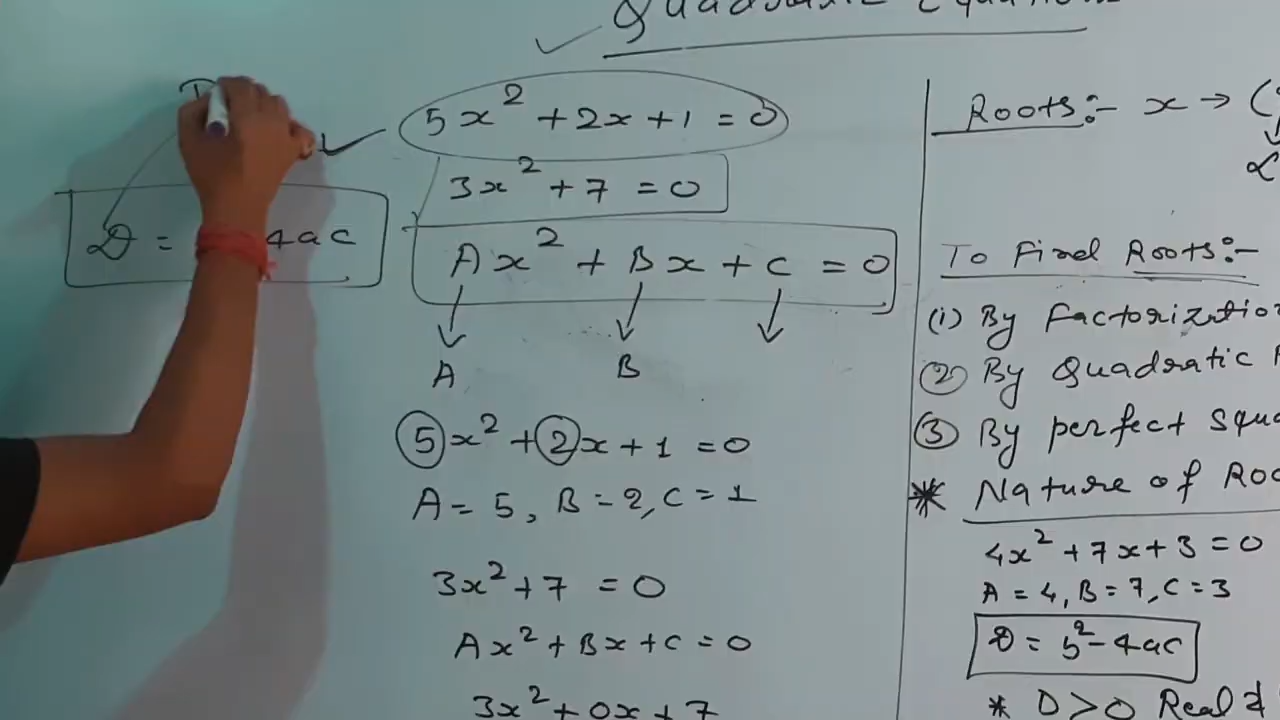 5x² + 2x + 1 = 0
3x² + 7 = 0
Ax² + Bx + C = 0
A B
5x² + 2x + 1 = 0
A = 5, B = 2, C = 1
3x² + 7 = 0
Ax² + Bx + C = 0
3x² + 0x + 7
D = 4ac
Roots:- x → (
α
To Find Roots:-
(1) By Factorization
(2) By Quadratic
(3) By perfect
* Nature of
4x² + 7x + 3 = 0
A = 4, B = 7, C = 3
D = b² - 4ac
* D > 0 Real &